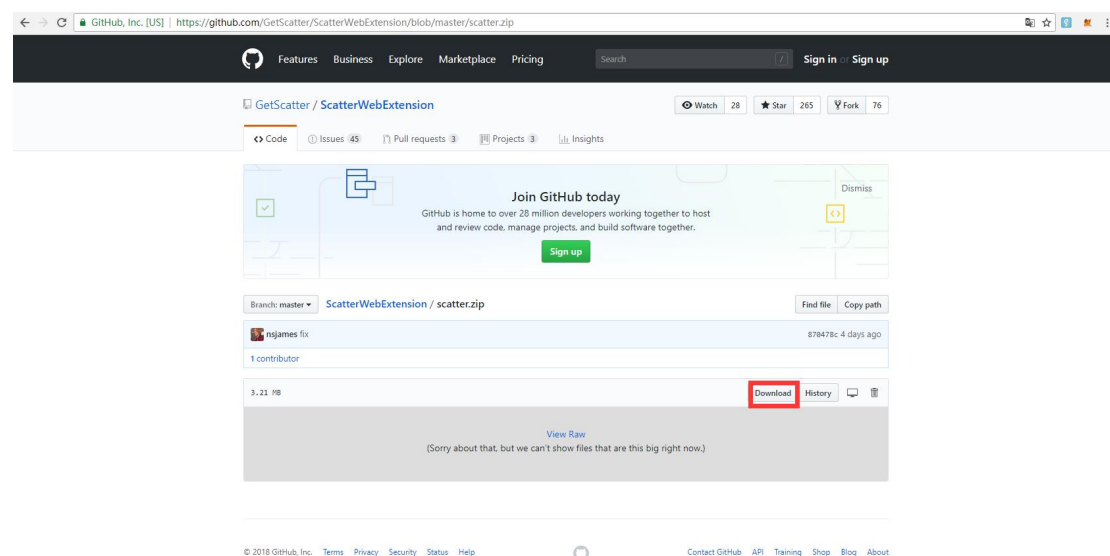 GitHub, Inc. [US] | https://github.com/GetScatter/ScatterWebExtension/blob/master/scatter.zip
Features Business Explore Marketplace Pricing Search / Sign in or Sign up
GetScatter / ScatterWebExtension Watch 28 Star 265 Fork 76
Code Issues 45 Pull requests 3 Projects 3 Insights
Dismiss
Join GitHub today
GitHub is home to over 28 million developers working together to host
and review code, manage projects, and build software together.
Sign up
Branch: master ScatterWebExtension / scatter.zip Find file Copy path
nsjames fix 870478c 4 days ago
1 contributor
3.21 MB Download History
View Raw
(Sorry about that, but we can't show files that are this big right now.)
© 2018 GitHub, Inc. Terms Privacy Security Status Help Contact GitHub API Training Shop Blog About